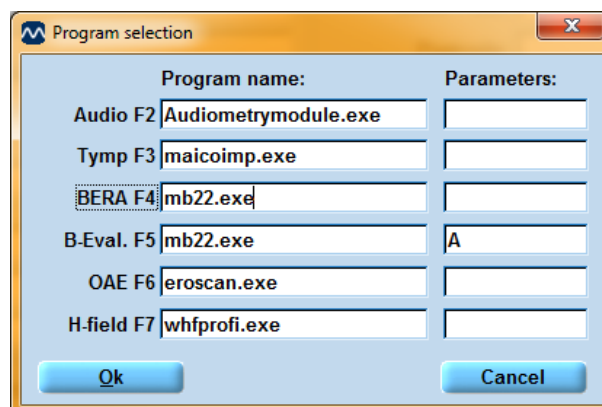 Program selection
Program name: Parameters:
Audio F2 Audiometrymodule.exe
Tymp F3 maicoimp.exe
BERA F4 mb22.exe
B-Eval. F5 mb22.exe A
OAE F6 eroscan.exe
H-field F7 whfprofi.exe
Ok Cancel